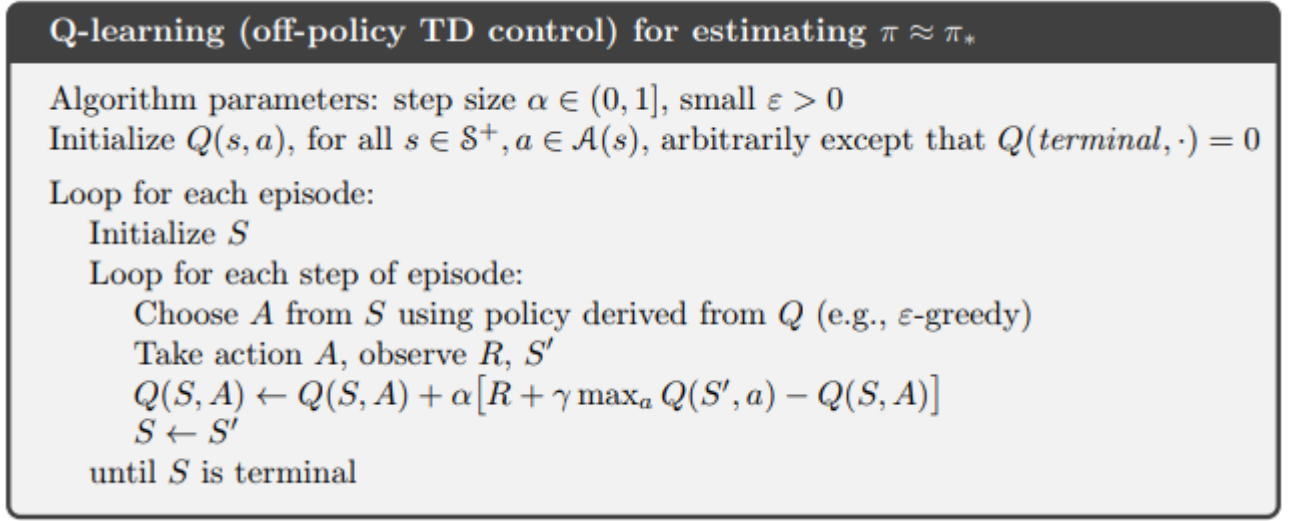 Q-learning (off-policy TD control) for estimating π ≈ π∗
Algorithm parameters: step size α ∈ (0, 1], small ε > 0
Initialize Q(s, a), for all s ∈ 𝒮⁺, a ∈ 𝒜(s), arbitrarily except that Q(terminal, ·) = 0
Loop for each episode:
Initialize S
Loop for each step of episode:
Choose A from S using policy derived from Q (e.g., ε-greedy)
Take action A, observe R, S′
Q(S, A) ← Q(S, A) + α[R + γ maxₐ Q(S′, a) − Q(S, A)]
S ← S′
until S is terminal